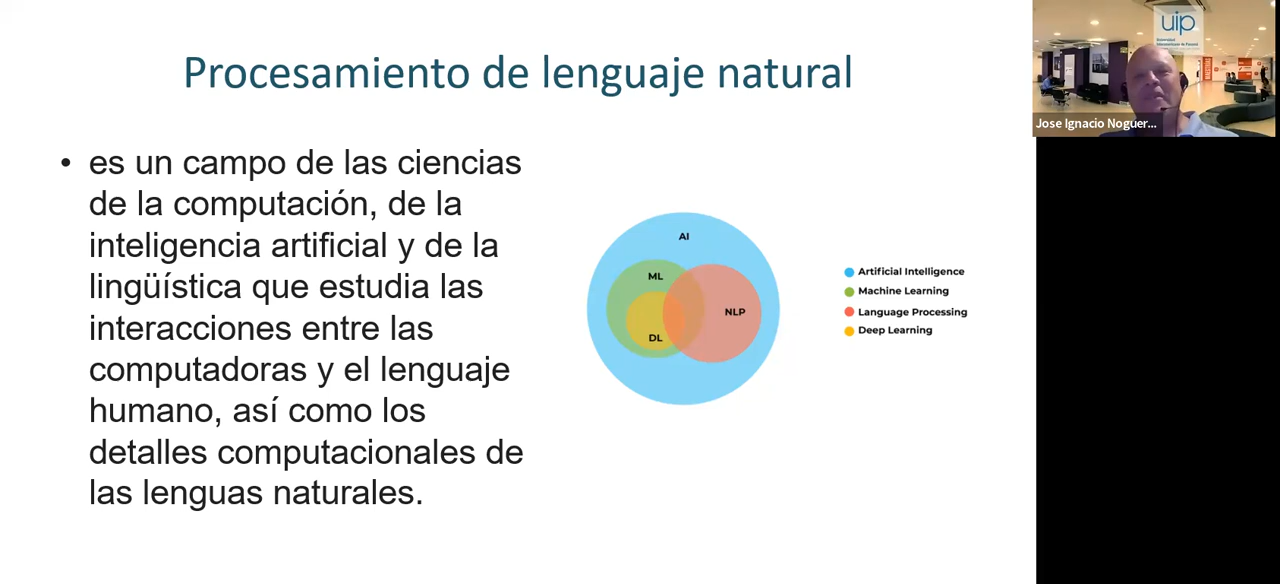 Procesamiento de lenguaje natural
• es un campo de las ciencias
de la computación, de la
inteligencia artificial y de la
lingüística que estudia las
interacciones entre las
computadoras y el lenguaje
humano, así como los
detalles computacionales de
las lenguas naturales.
AI
ML
NLP
DL
Artificial Intelligence
Machine Learning
Language Processing
Deep Learning
uip
Jose Ignacio Noguer...